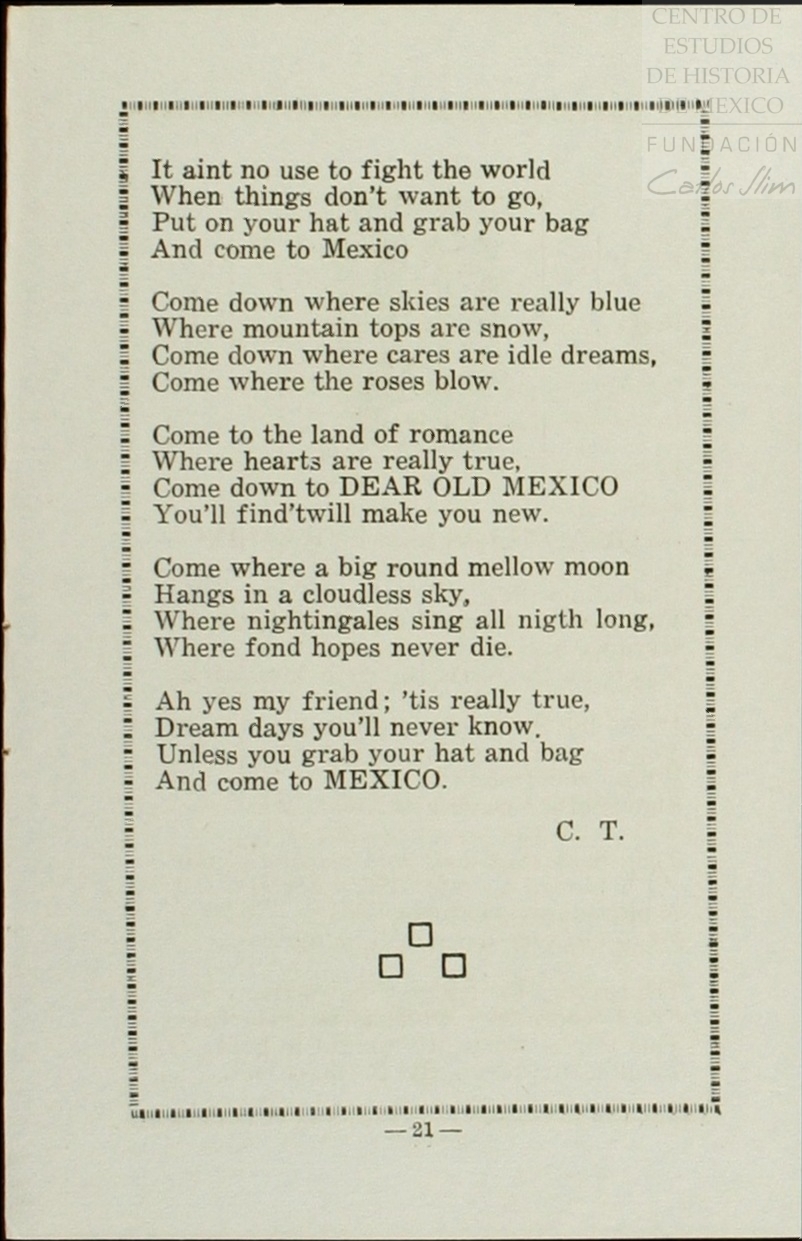 CENTRO DE
ESTUDIOS
DE HISTORIA
DE MEXICO
FUNDACIÓN
Carlos Slim
It aint no use to fight the world
When things don't want to go,
Put on your hat and grab your bag
And come to Mexico
Come down where skies are really blue
Where mountain tops are snow,
Come down where cares are idle dreams,
Come where the roses blow.
Come to the land of romance
Where hearts are really true,
Come down to DEAR OLD MEXICO
You'll find'twill make you new.
Come where a big round mellow moon
Hangs in a cloudless sky,
Where nightingales sing all nigth long,
Where fond hopes never die.
Ah yes my friend; 'tis really true,
Dream days you'll never know.
Unless you grab your hat and bag
And come to MEXICO.
C. T.
—21—